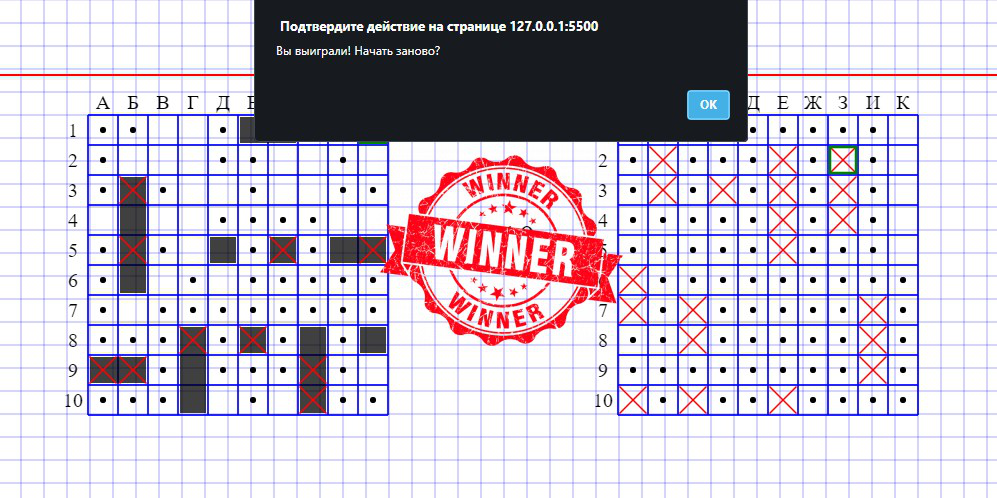 Подтвердите действие на странице 127.0.0.1:5500
Вы выиграли! Начать заново?
OK
А Б В Г Д
Д Е Ж З И К
1
2
3
4
5
6
7
8
9
10
2
3
4
6
7
8
9
10
WINNER
WINNER
WINNER